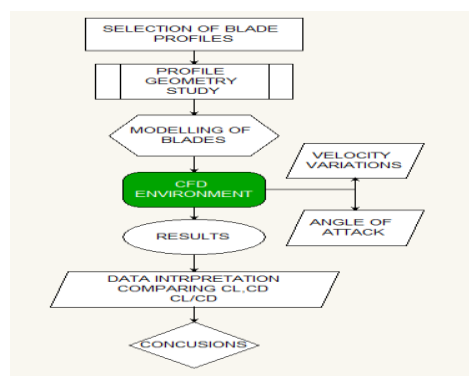 SELECTION OF BLADE
PROFILES
PROFILE
GEOMETRY
STUDY
MODELLING OF
BLADES
VELOCITY
VARIATIONS
CFD
ENVIRONMENT
ANGLE OF
ATTACK
RESULTS
DATA INTRPRETATION
COMPARING CL,CD
CL/CD
CONCUSIONS